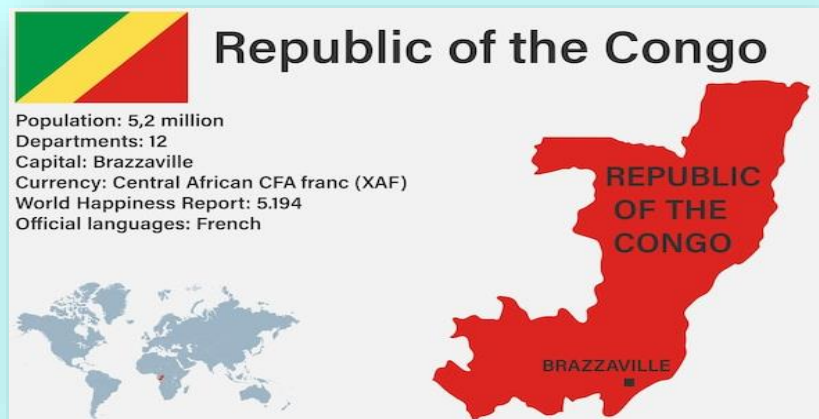 Republic of the Congo
Population: 5,2 million
Departments: 12
Capital: Brazzaville
Currency: Central African CFA franc (XAF)
World Happiness Report: 5.194
Official languages: French
REPUBLIC
OF THE
CONGO
BRAZZAVILLE